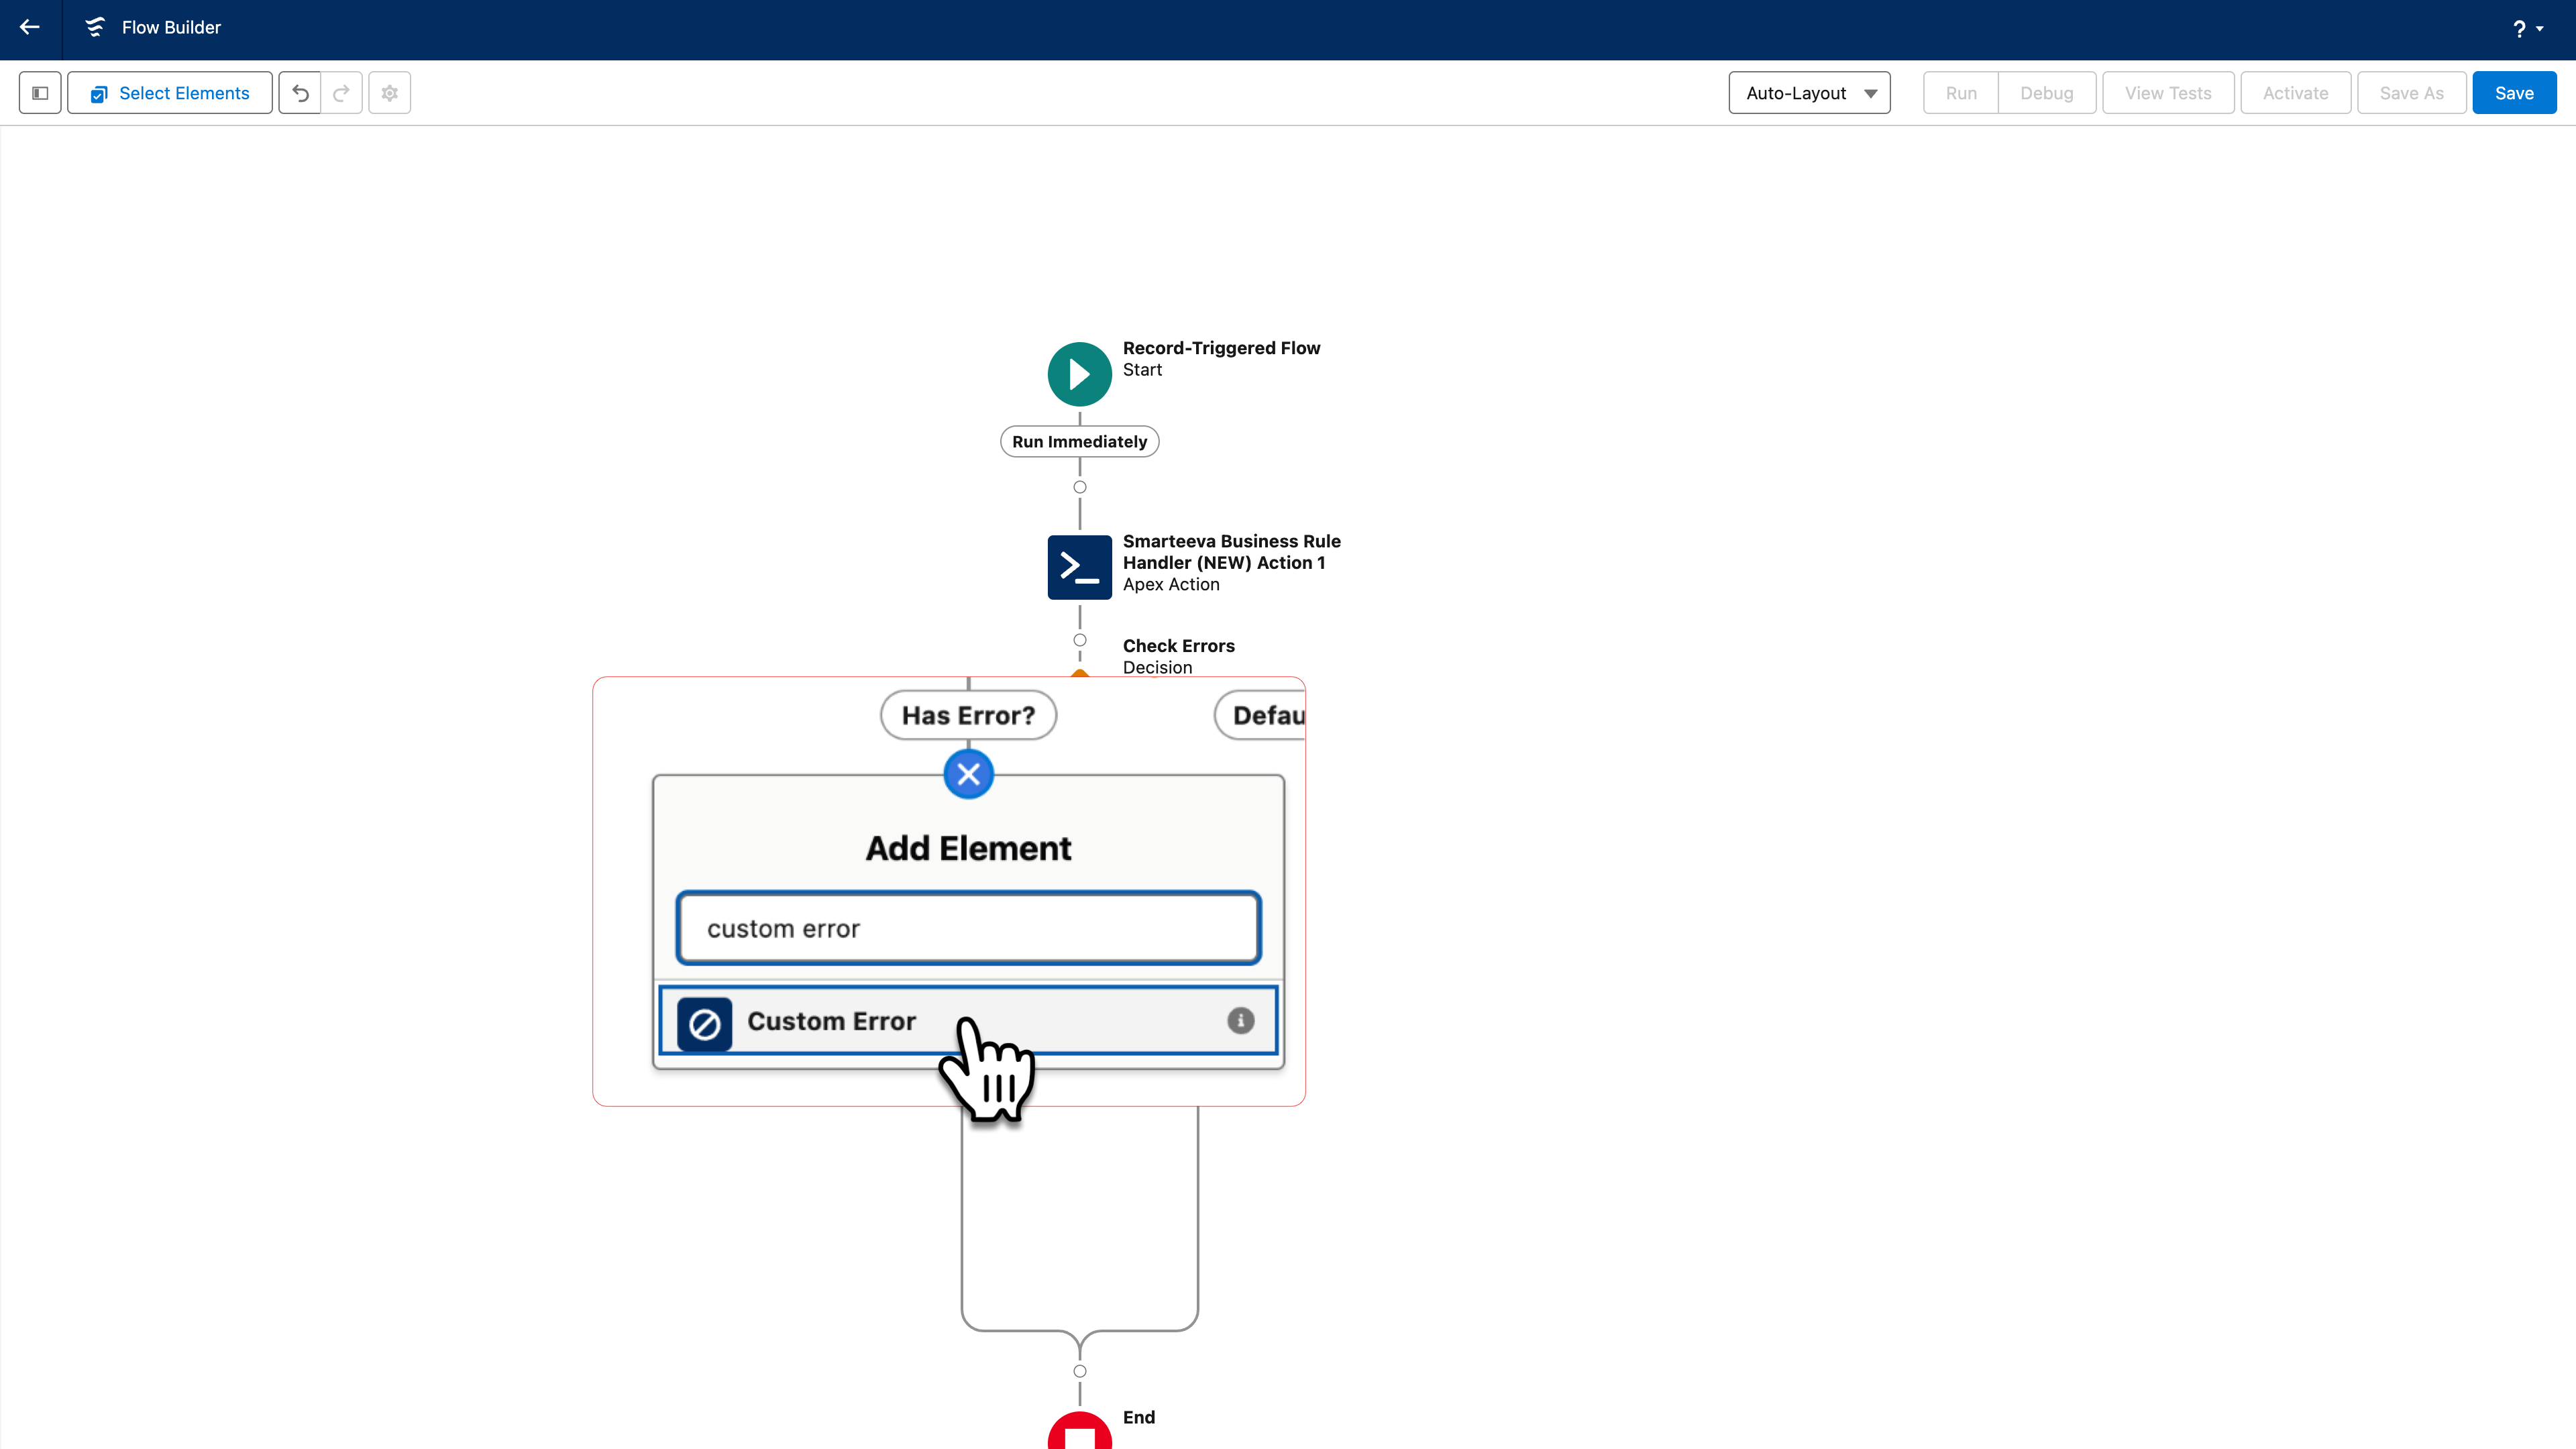 Flow Builder
?
Select Elements
Auto-Layout
Run
Debug
View Tests
Activate
Save As
Save
Record-Triggered Flow
Start
Run Immediately
Smarteeva Business Rule
Handler (NEW) Action 1
Apex Action
Check Errors
Decision
Has Error?
Defau
Add Element
custom error
Custom Error
End